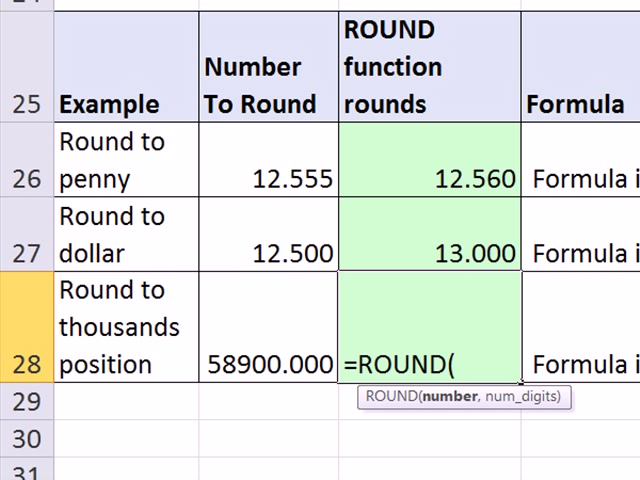 25 Example
Number
To Round
ROUND
function
rounds
Formula
26
Round to
penny
12.555
12.560
Formula i
27
Round to
dollar
12.500
13.000
Formula i
28
Round to
thousands
position
58900.000
=ROUND(
Formula i
ROUND(number, num_digits)
29
30
31